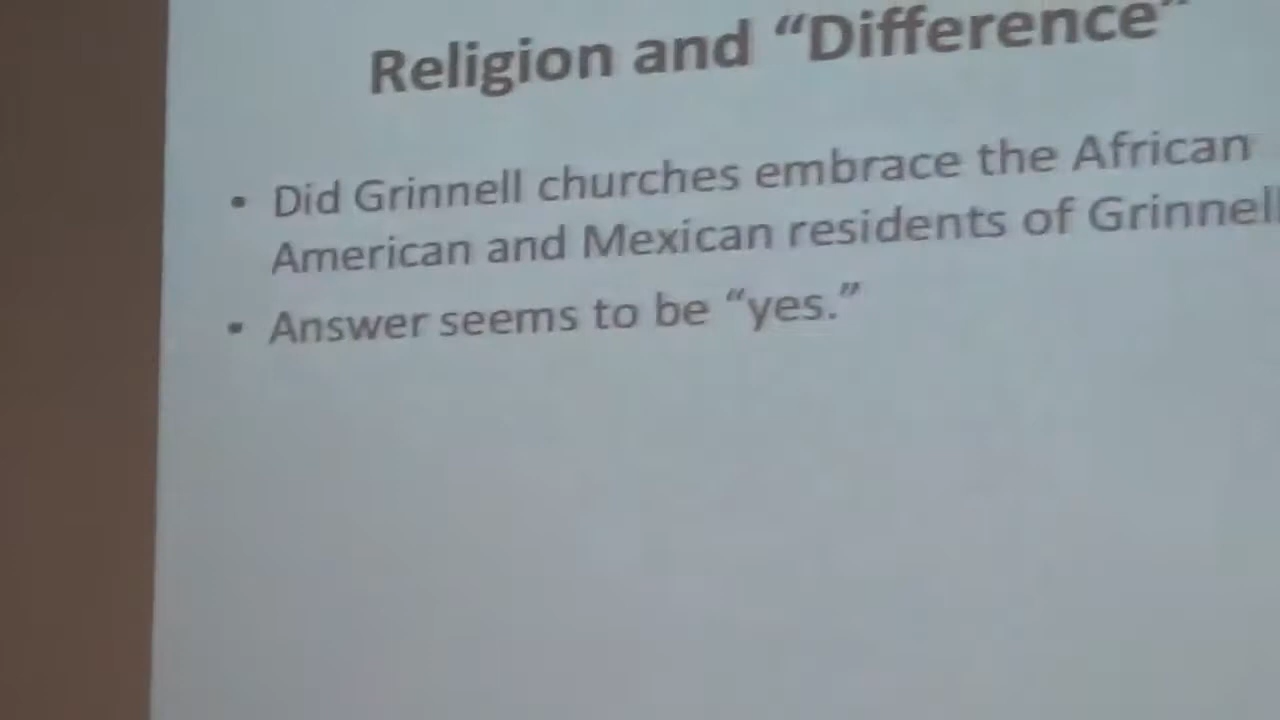 Religion and “Difference”
• Did Grinnell churches embrace the African
American and Mexican residents of Grinnell
• Answer seems to be “yes.”